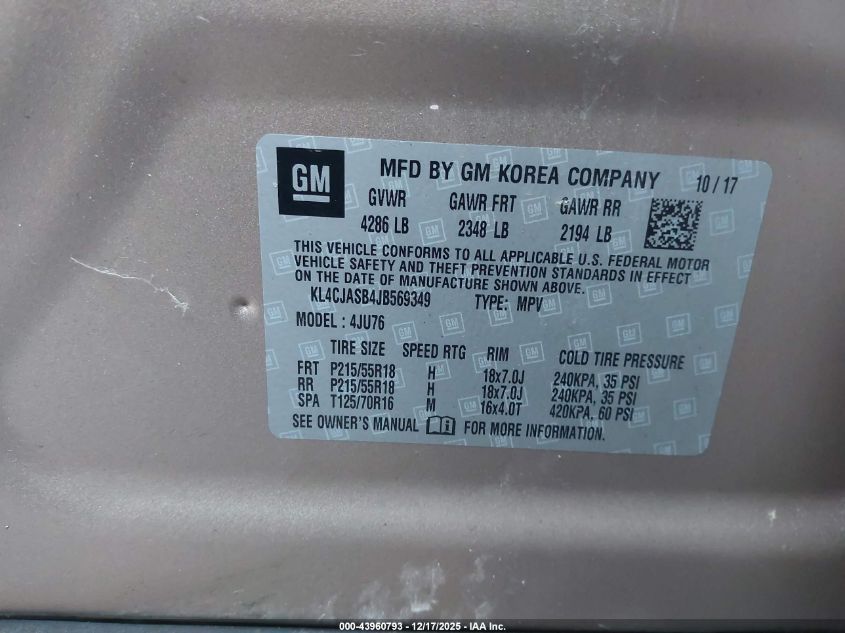 GM MFD BY GM KOREA COMPANY 10 / 17
GVWR GAWR FRT GAWR RR
4286 LB 2348 LB 2194 LB
THIS VEHICLE CONFORMS TO ALL APPLICABLE U.S. FEDERAL MOTOR
VEHICLE SAFETY AND THEFT PREVENTION STANDARDS IN EFFECT
ON THE DATE OF MANUFACTURE SHOWN ABOVE.
KL4CJASB4JB569349 TYPE: MPV
MODEL : 4JU76
TIRE SIZE SPEED RTG RIM COLD TIRE PRESSURE
FRT P215/55R18 H 18x7.0J 240KPA, 35 PSI
RR P215/55R18 H 18x7.0J 240KPA, 35 PSI
SPA T125/70R16 M 16x4.0T 420KPA, 60 PSI
SEE OWNER'S MANUAL FOR MORE INFORMATION.
000-43960793 - 12/17/2025 - IAA Inc.